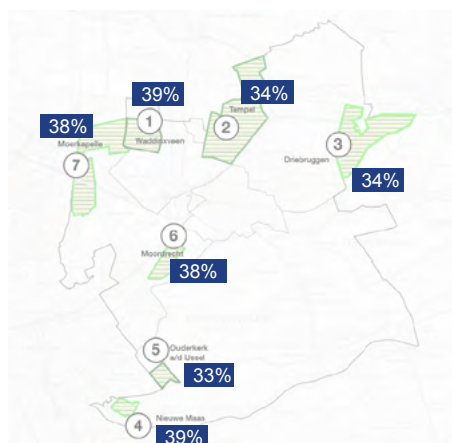 34%
39%
1
Tempel
38%
Waddinxveen
2
Moerkapelle
3
Driebruggen
7
34%
6
Moordrecht
38%
5
Ouderkerk
a/d IJssel
33%
4
Nieuwe Maas
39%